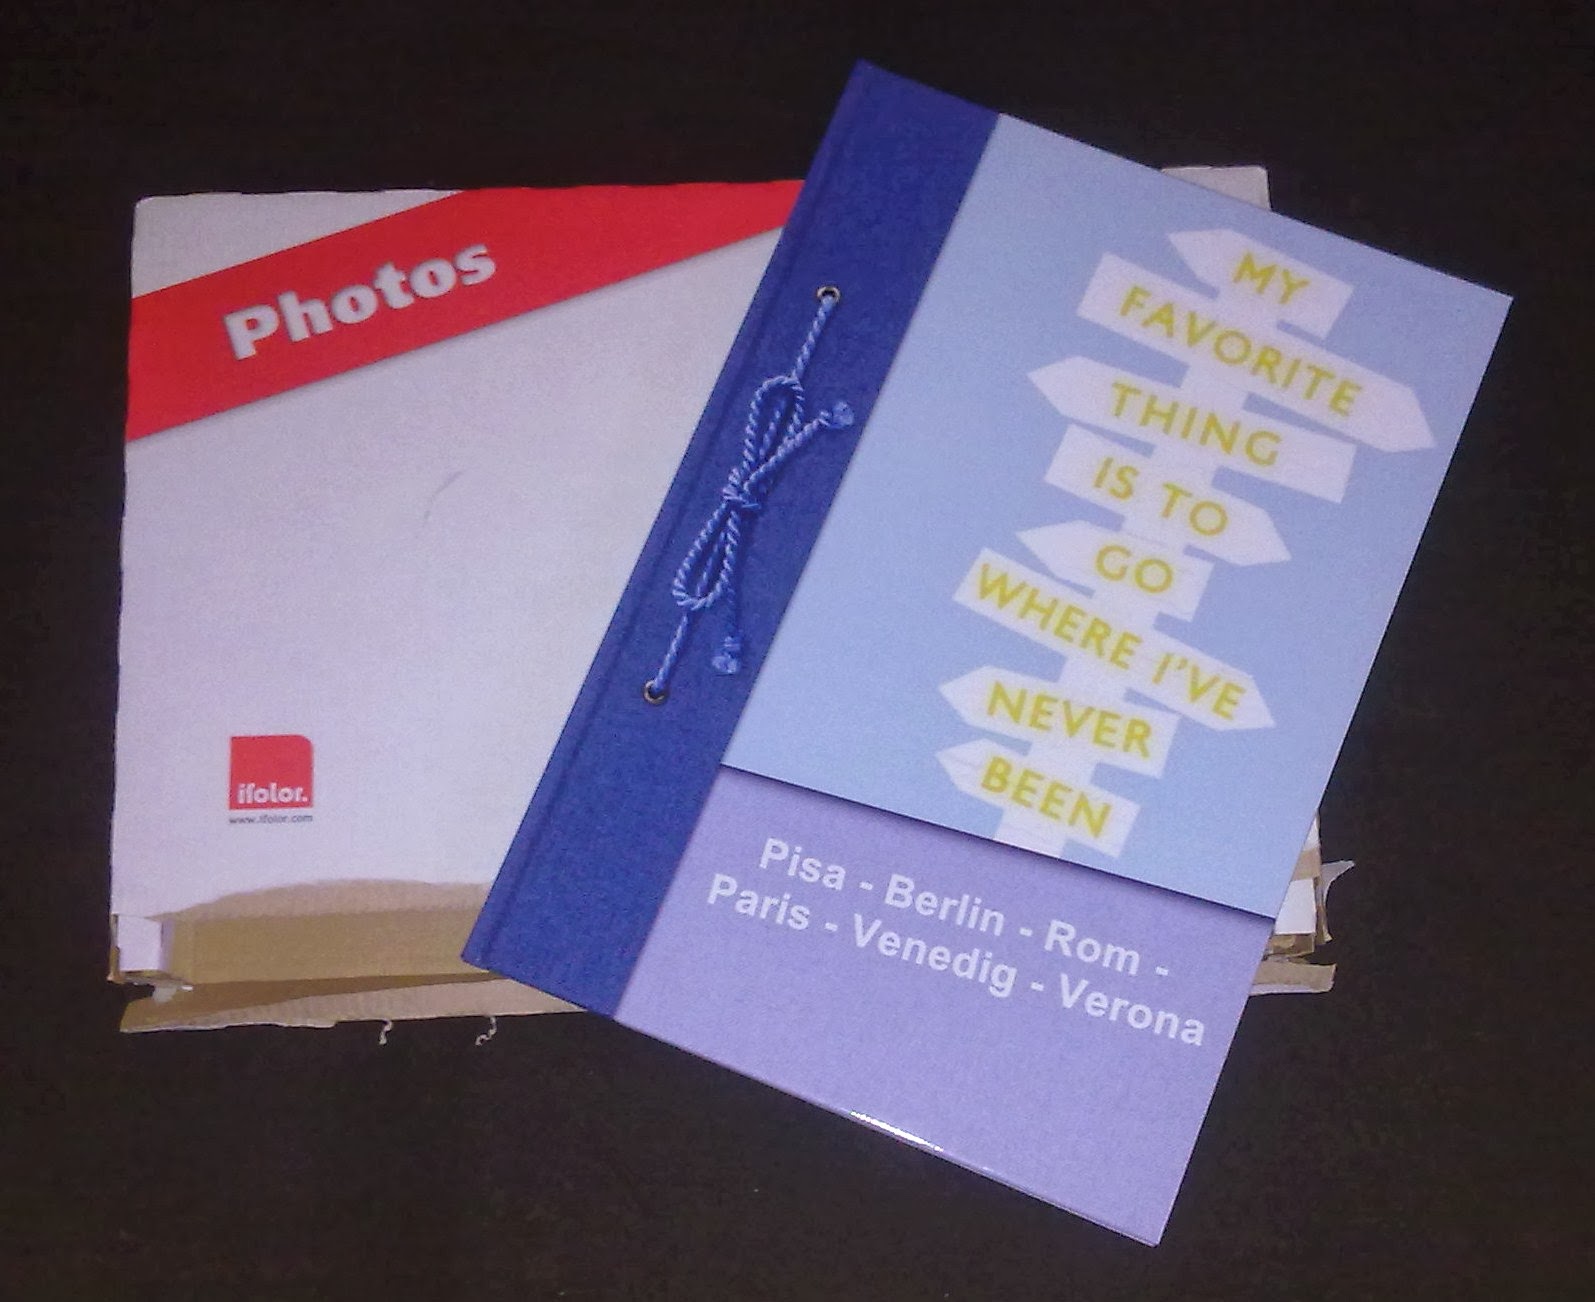 Photos
ifolor.
www.ifolor.com
MY
FAVORITE
THING
IS TO
GO
WHERE I'VE
NEVER
BEEN
Pisa - Berlin - Rom -
Paris - Venedig - Verona